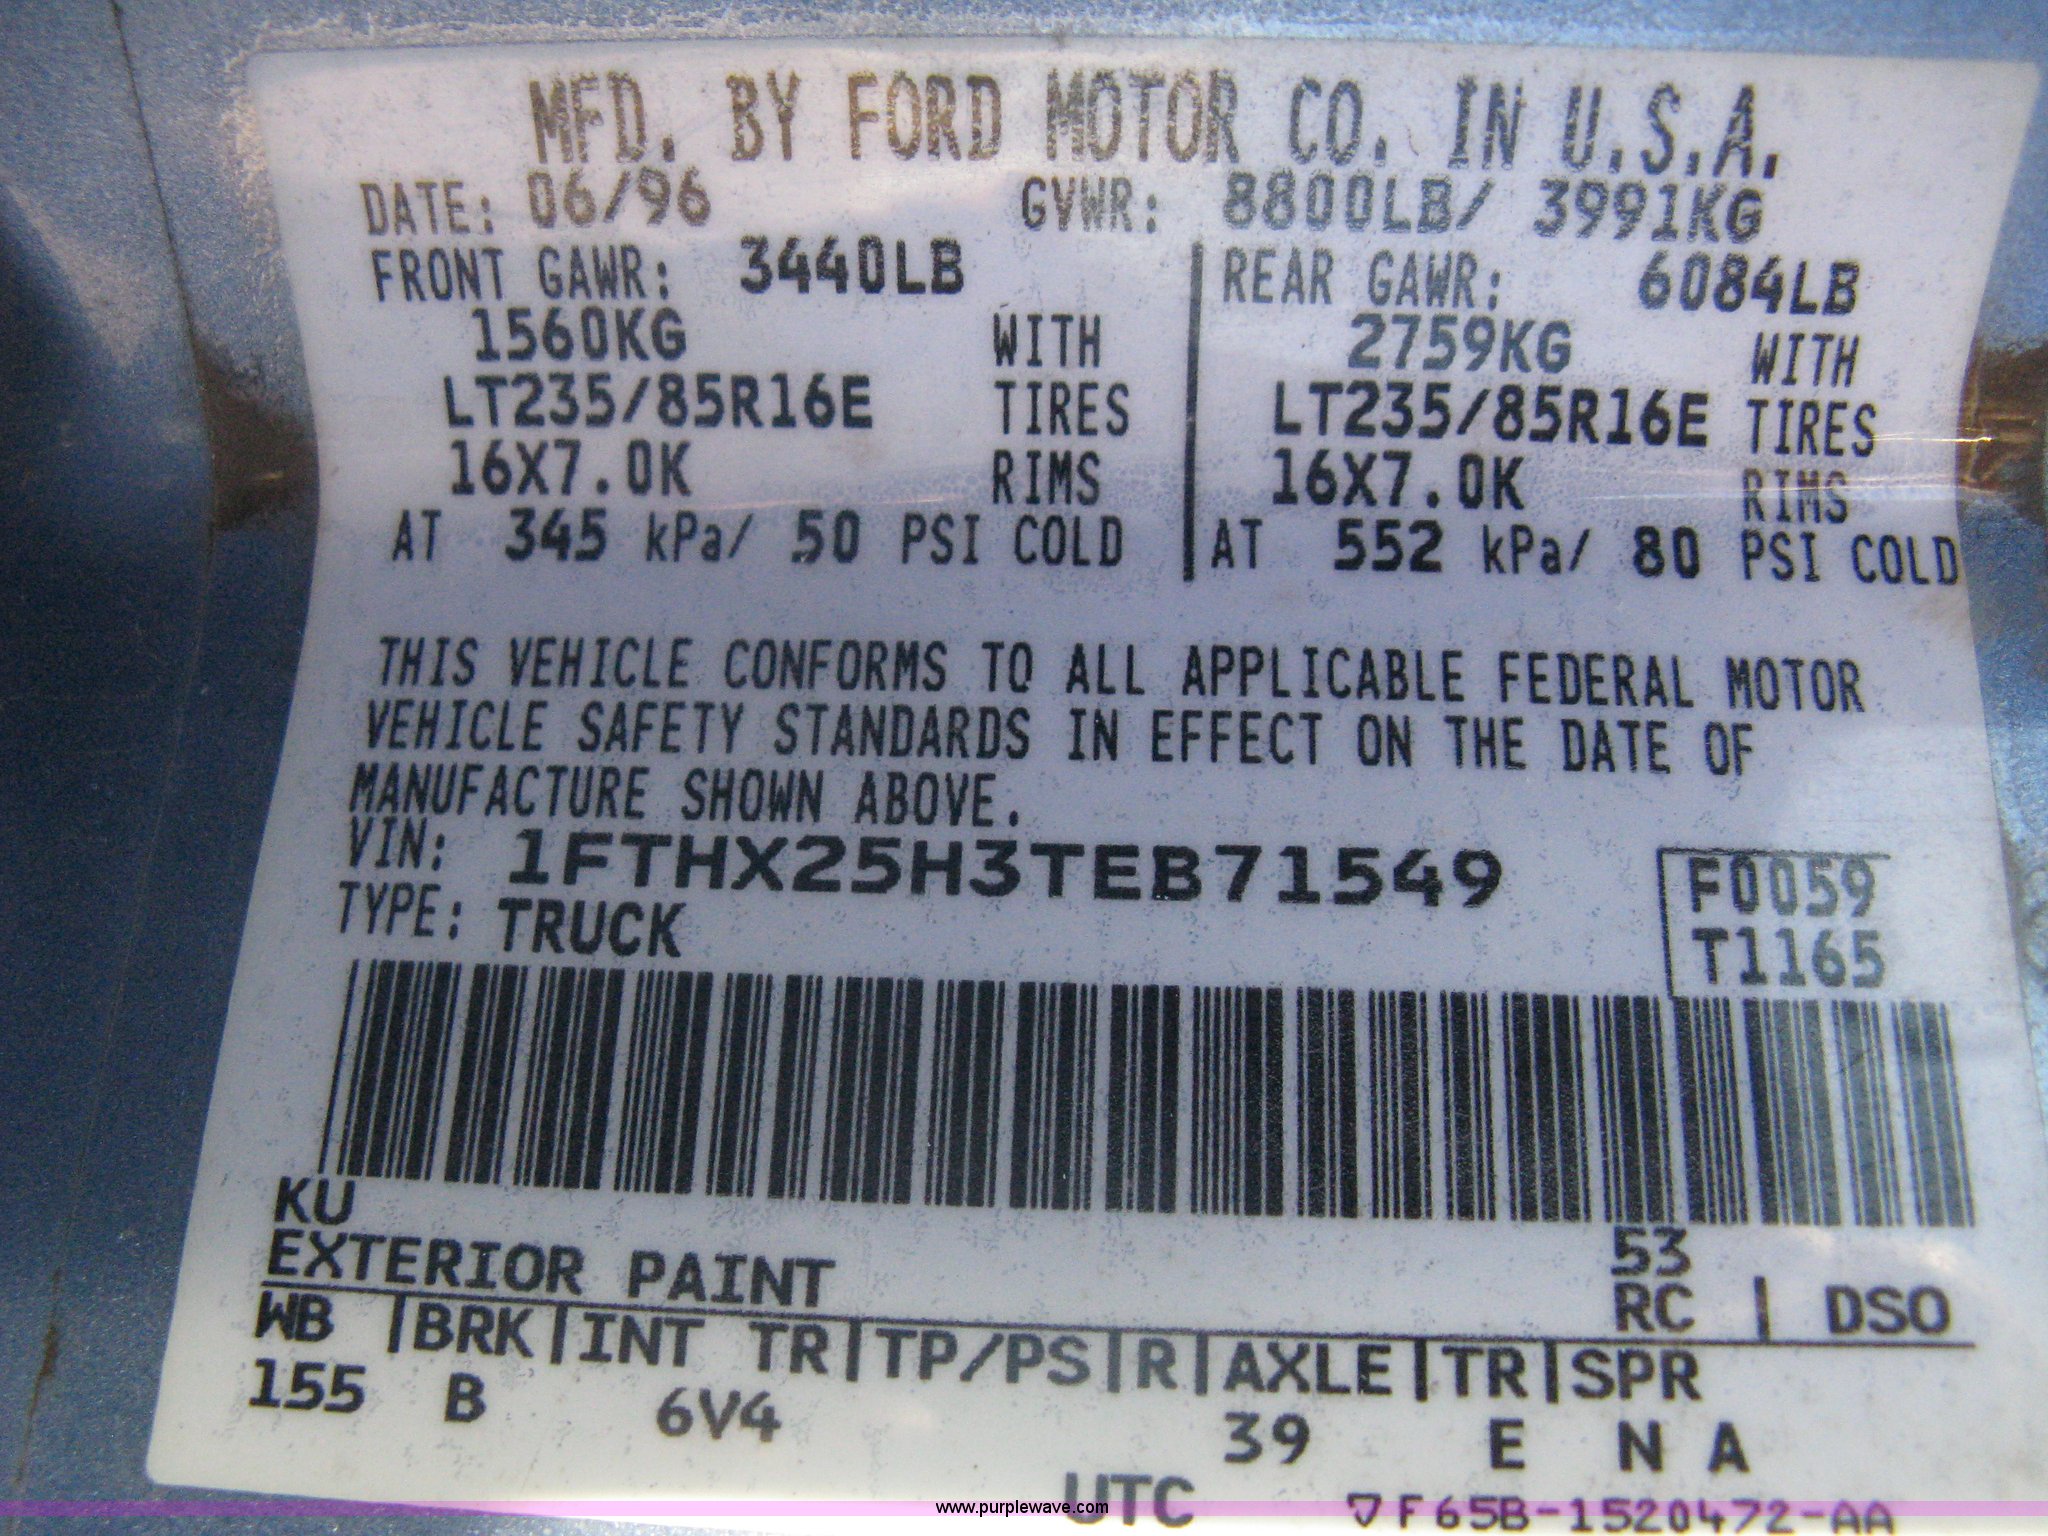 MFD. BY FORD MOTOR CO. IN U.S.A.
DATE: 06/96 GVWR: 8800LB/ 3991KG
FRONT GAWR: 3440LB REAR GAWR: 6084LB
1560KG WITH 2759KG WITH
LT235/85R16E TIRES LT235/85R16E TIRES
16X7.0K RIMS 16X7.0K RIMS
AT 345 kPa/ 50 PSI COLD AT 552 kPa/ 80 PSI COLD
THIS VEHICLE CONFORMS TO ALL APPLICABLE FEDERAL MOTOR
VEHICLE SAFETY STANDARDS IN EFFECT ON THE DATE OF
MANUFACTURE SHOWN ABOVE.
VIN: 1FTHX25H3TEB71549 F0059
TYPE: TRUCK T1165
KU 53
EXTERIOR PAINT RC | DSO
WB |BRK|INT TR|TP/PS|R|AXLE|TR|SPR
155 B 6V4 39 E N A
UTC ▽F65B-1520472-AA
www.purplewave.com